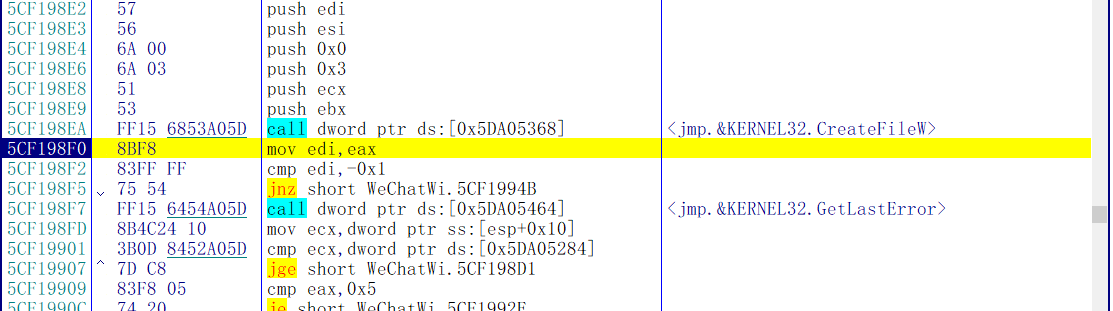 5CF198E2 57 push edi
5CF198E3 56 push esi
5CF198E4 6A 00 push 0x0
5CF198E6 6A 03 push 0x3
5CF198E8 51 push ecx
5CF198E9 53 push ebx
5CF198EA FF15 6853A05D call dword ptr ds:[0x5DA05368] <jmp.&KERNEL32.CreateFileW>
5CF198F0 8BF8 mov edi,eax
5CF198F2 83FF FF cmp edi,-0x1
5CF198F5 75 54 jnz short WeChatWi.5CF1994B
5CF198F7 FF15 6454A05D call dword ptr ds:[0x5DA05464] <jmp.&KERNEL32.GetLastError>
5CF198FD 8B4C24 10 mov ecx,dword ptr ss:[esp+0x10]
5CF19901 3B0D 8452A05D cmp ecx,dword ptr ds:[0x5DA05284]
5CF19907 7D C8 jge short WeChatWi.5CF198D1
5CF19909 83F8 05 cmp eax,0x5
5CF1990C 74 20 je short WeChatWi.5CF1992E